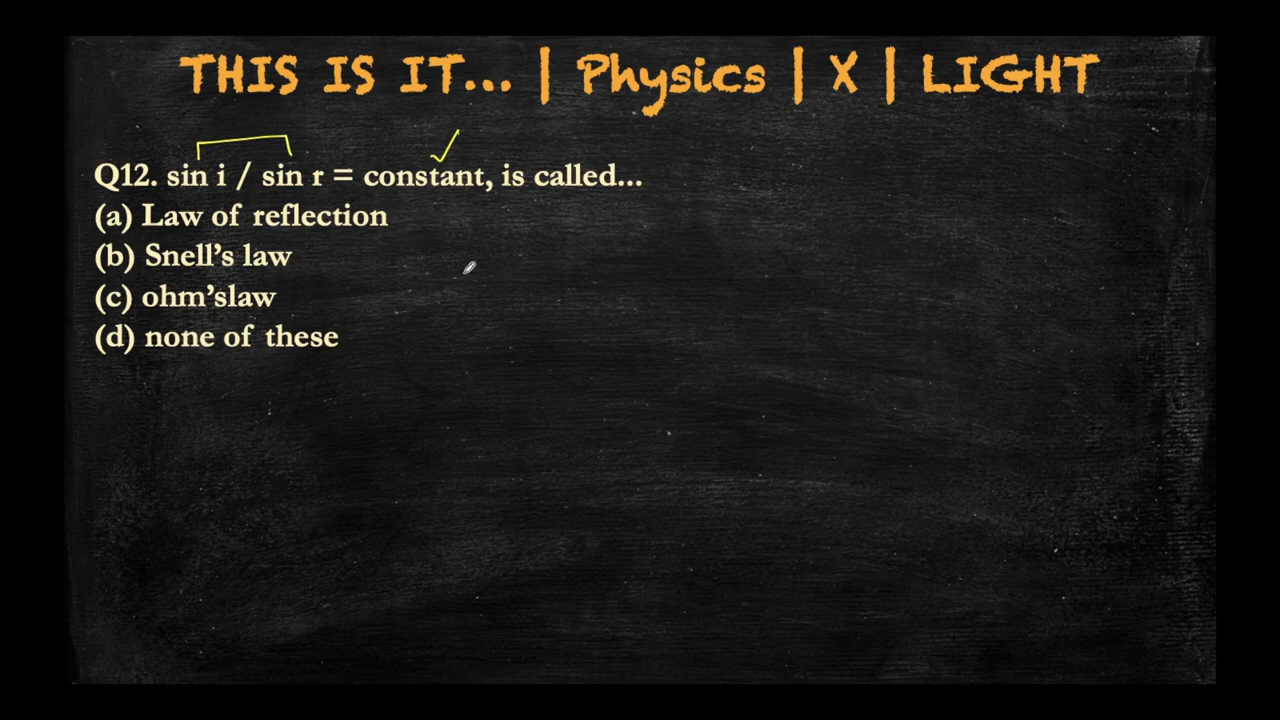 THIS IS IT... | Physics | X | LIGHT
Q12. sin i / sin r = constant, is called...
(a) Law of reflection
(b) Snell’s law
(c) ohm’slaw
(d) none of these